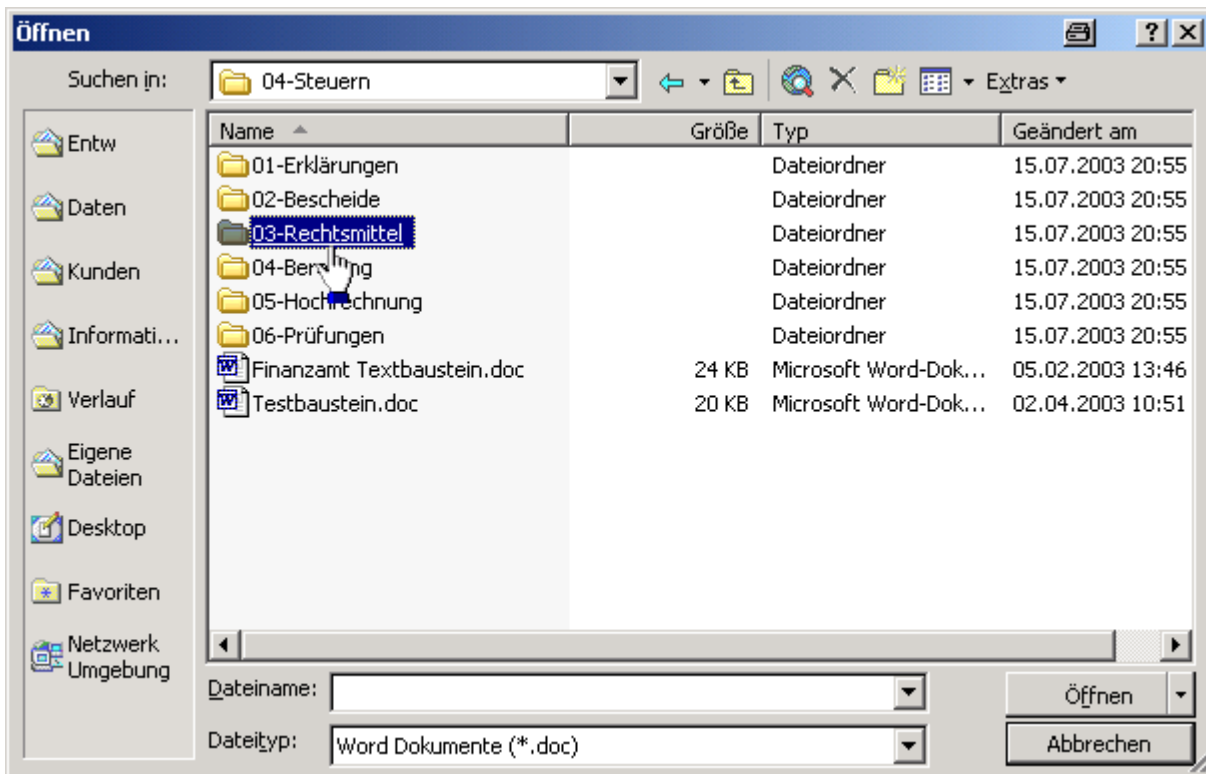 Öffnen
Suchen in: 04-Steuern Extras
Name Größe Typ Geändert am
Entw
Daten
Kunden
Informati...
Verlauf
Eigene
Dateien
Desktop
Favoriten
Netzwerk
Umgebung
01-Erklärungen Dateiordner 15.07.2003 20:55
02-Bescheide Dateiordner 15.07.2003 20:55
03-Rechtsmittel Dateiordner 15.07.2003 20:55
Dateiordner 15.07.2003 20:55
05-Hochrechnung Dateiordner 15.07.2003 20:55
06-Prüfungen Dateiordner 15.07.2003 20:55
Finanzamt Textbaustein.doc 24 KB Microsoft Word-Dok... 05.02.2003 13:46
Testbaustein.doc 20 KB Microsoft Word-Dok... 02.04.2003 10:51
Dateiname: Öffnen
Dateityp: Word Dokumente (*.doc) Abbrechen